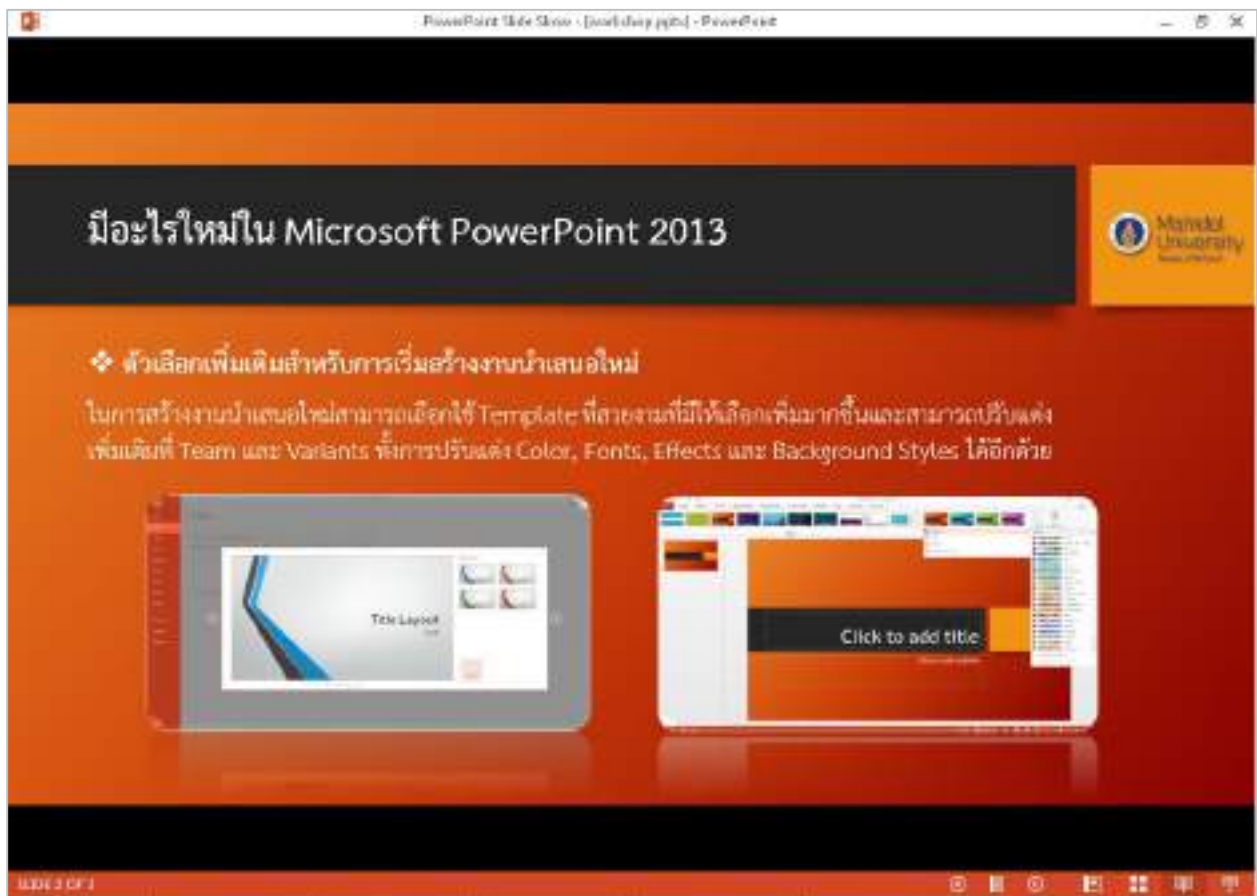 PowerPoint Slide Show - [workshop.pptx] - PowerPoint
มีอะไรใหม่ใน Microsoft PowerPoint 2013
Mahidol
University
❖ ตัวเลือกเพิ่มเติมสำหรับการเริ่มสร้างงานนำเสนอใหม่
ในการสร้างงานนำเสนอใหม่สามารถเลือกใช้ Template ที่สวยงามที่มีให้เลือกเพิ่มมากขึ้นและสามารถปรับแต่ง
เพิ่มเติมที่ Team และ Variants ทั้งการปรับแต่ง Color, Fonts, Effects และ Background Styles ได้อีกด้วย
Title Layout
Click to add title